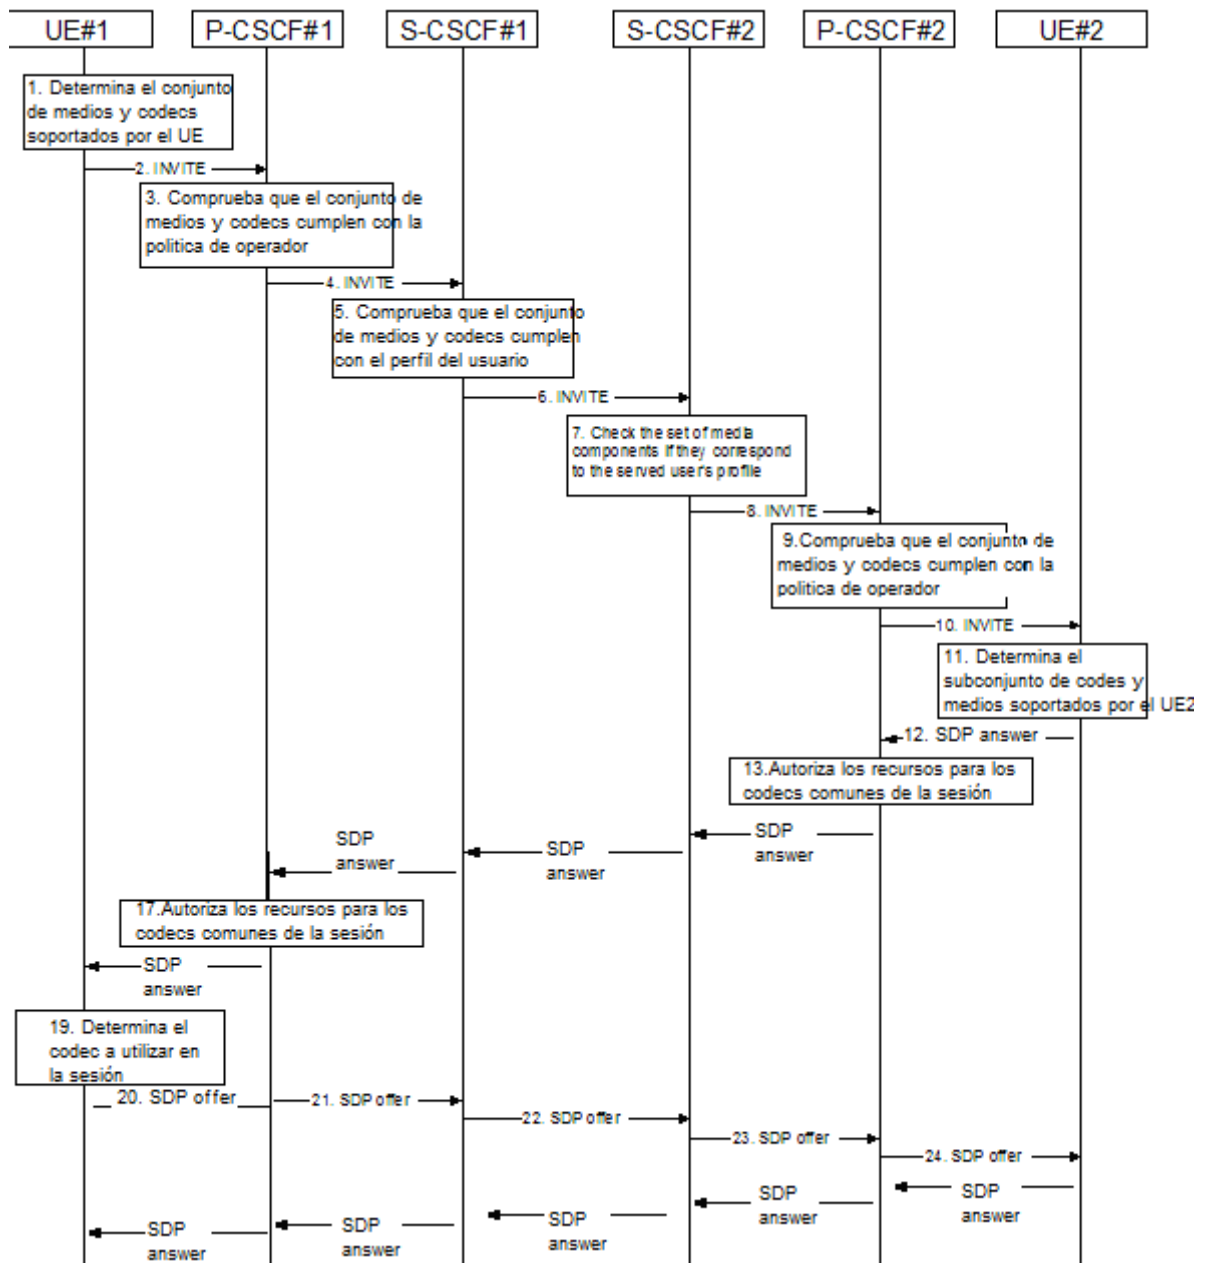 UE#1 P-CSCF#1 S-CSCF#1 S-CSCF#2 P-CSCF#2 UE#2
1. Determina el conjunto
de medios y codecs
soportados por el UE
2. INVITE
3. Comprueba que el conjunto de
medios y codecs cumplen con la
politica de operador
4. INVITE
5. Comprueba que el conjunto
de medios y codecs cumplen
con el perfil del usuario
6. INVITE
7. Check the set of media
components if they correspond
to the served user's profile
8. INVITE
9.Comprueba que el conjunto de
medios y codecs cumplen con la
politica de operador
10. INVITE
11. Determina el
subconjunto de codes y
medios soportados por el UE2
12. SDP answer
13.Autoriza los recursos para los
codecs comunes de la sesión
SDP
answer
SDP
answer
SDP
answer
17.Autoriza los recursos para los
codecs comunes de la sesión
SDP
answer
19. Determina el
codec a utilizar en
la sesión
20. SDP offer
21. SDP offer
22. SDP offer
23. SDP offer
24. SDP offer
SDP
answer
SDP
answer
SDP
answer
SDP
answer
SDP
answer